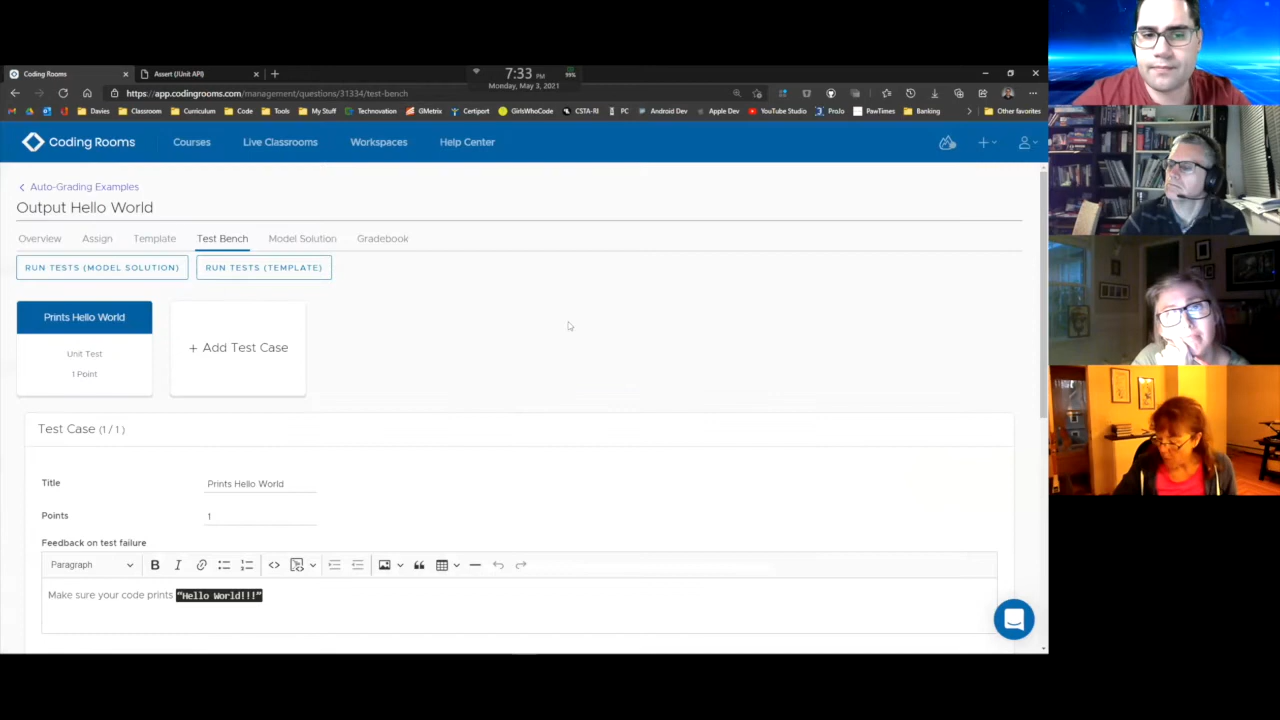 Coding Rooms
Assert (JUnit API)
7:33 PM
99%
Monday, May 3, 2021
https://app.codingrooms.com/management/questions/31334/test-bench
Davies Classroom Curriculum Code Tools My Stuff Technovation GMetrix Certiport GirlsWhoCode CSTA-RI PC Android Dev Apple Dev YouTube Studio ProJo PawTimes Banking Other favorites
Coding Rooms Courses Live Classrooms Workspaces Help Center
Auto-Grading Examples
Output Hello World
Overview Assign Template Test Bench Model Solution Gradebook
RUN TESTS (MODEL SOLUTION) RUN TESTS (TEMPLATE)
Prints Hello World
Unit Test
1 Point
+ Add Test Case
Test Case (1 / 1 )
Title Prints Hello World
Points 1
Feedback on test failure
Paragraph
Make sure your code prints "Hello World!!!"